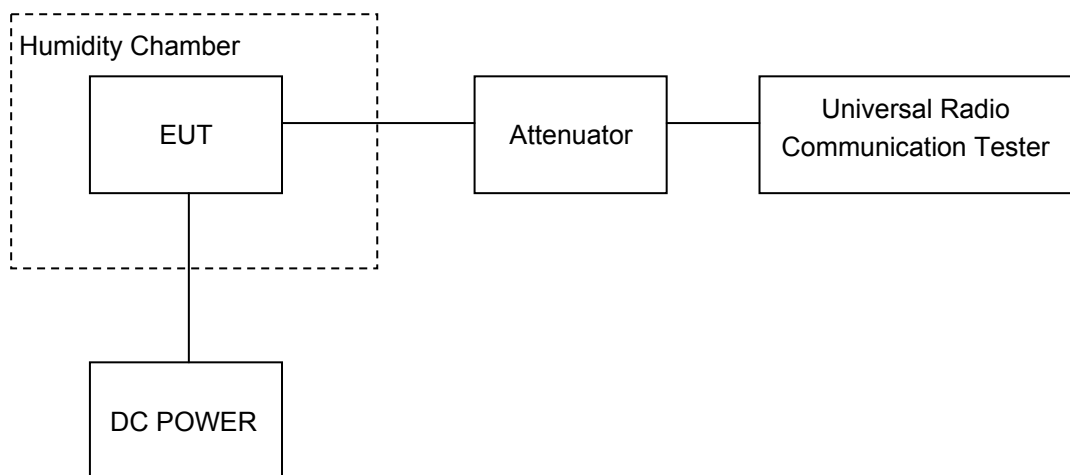 Humidity Chamber
EUT
Attenuator
Universal Radio
Communication Tester
DC POWER